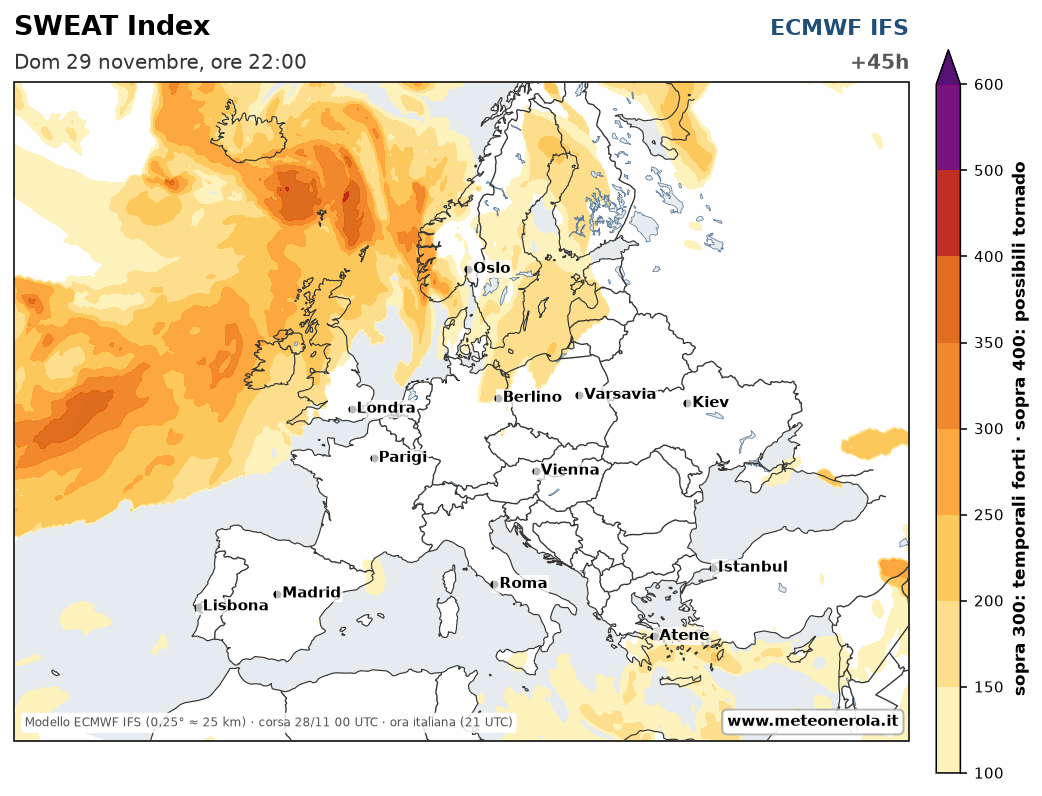 SWEAT Index
ECMWF IFS
Dom 29 novembre, ore 22:00
+45h
600
500
400
350
300
250
200
150
100
sopra 300: temporali forti · sopra 400: possibili tornado
Oslo
Berlino
Varsavia
Kiev
Londra
Parigi
Vienna
Istanbul
Roma
Madrid
Lisbona
Atene
Modello ECMWF IFS (0,25° ≈ 25 km) · corsa 28/11 00 UTC · ora italiana (21 UTC)
www.meteonerola.it